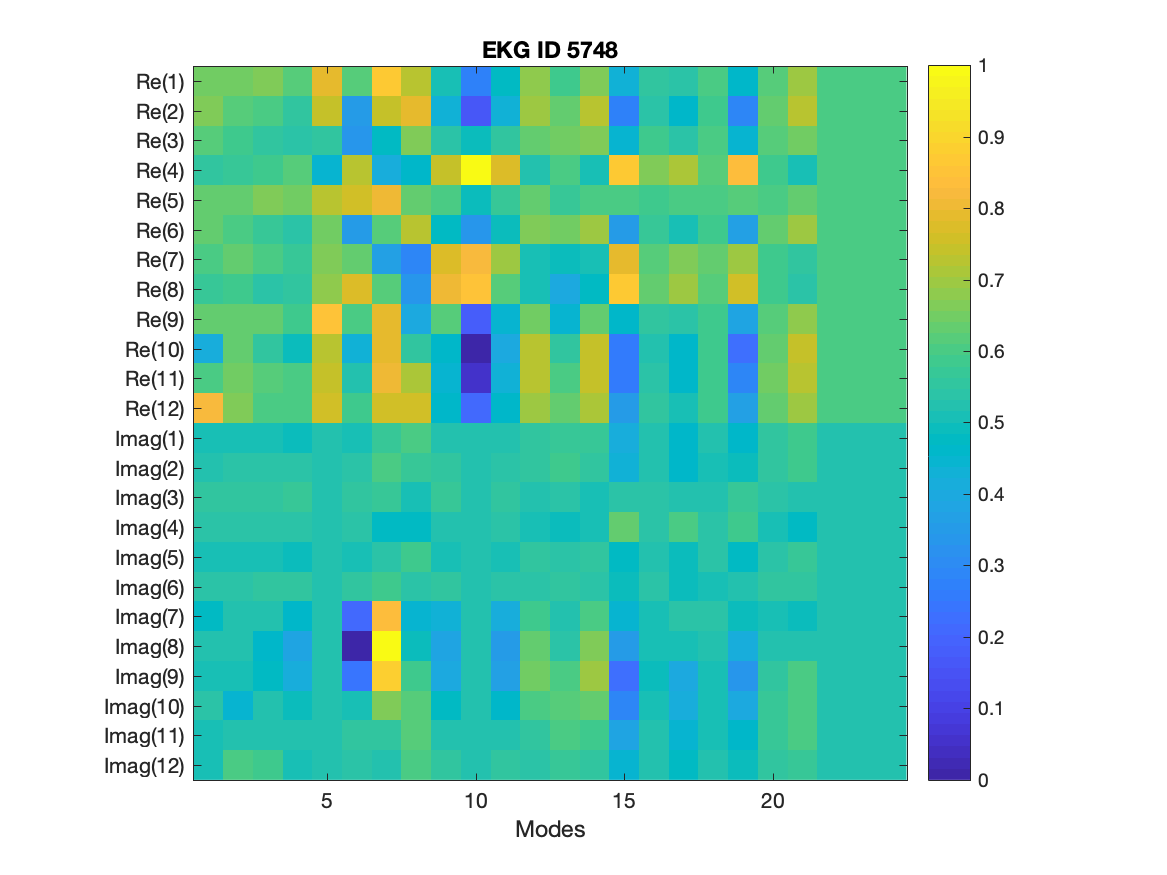 EKG ID 5748
Re(1)
Re(2)
Re(3)
Re(4)
Re(5)
Re(6)
Re(7)
Re(8)
Re(9)
Re(10)
Re(11)
Re(12)
Imag(1)
Imag(2)
Imag(3)
Imag(4)
Imag(5)
Imag(6)
Imag(7)
Imag(8)
Imag(9)
Imag(10)
Imag(11)
Imag(12)
5 10 15 20
Modes
1
0.9
0.8
0.7
0.6
0.5
0.4
0.3
0.2
0.1
0